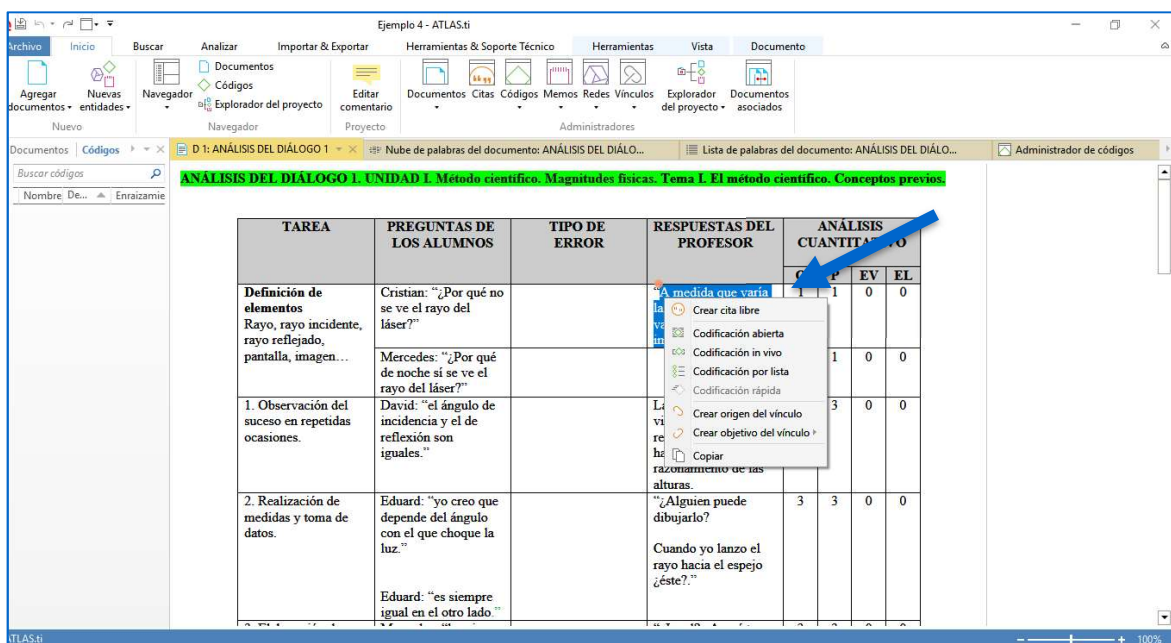 Ejemplo 4 - ATLAS.ti
Archivo Inicio Buscar Analizar Importar & Exportar Herramientas & Soporte Técnico Herramientas Vista Documento
Agregar documentos
Nuevas entidades
Nuevo
Navegador
Documentos
Códigos
Explorador del proyecto
Navegador
Editar comentario
Proyecto
Documentos Citas Códigos Memos Redes Vínculos
Explorador del proyecto
Documentos asociados
Administradores
Documentos Códigos
D 1: ANÁLISIS DEL DIÁLOGO 1
Nube de palabras del documento: ANÁLISIS DEL DIÁLO...
Lista de palabras del documento: ANÁLISIS DEL DIÁLO...
Administrador de códigos
Buscar códigos
Nombre De... Enraizamie
ANÁLISIS DEL DIÁLOGO 1. UNIDAD I. Método científico. Magnitudes físicas. Tema I. El método científico. Conceptos previos.
TAREA
PREGUNTAS DE
LOS ALUMNOS
TIPO DE
ERROR
RESPUESTAS DEL
PROFESOR
ANÁLISIS
P EV EL
Definición de
elementos
Rayo, rayo incidente,
rayo reflejado,
pantalla, imagen…
Cristian: “¿Por qué no
se ve el rayo del
láser?”
“A medida que varía
1 1 0 0
Mercedes: “¿Por qué
de noche sí se ve el
rayo del láser?”
1 0 0
Crear cita libre
Codificación abierta
Codificación in vivo
Codificación por lista
Codificación rápida
Crear origen del vínculo
Crear objetivo del vínculo
Copiar
1. Observación del
suceso en repetidas
ocasiones.
David: “el ángulo de
incidencia y el de
reflexión son
iguales.”
razonamiento de las
alturas.
3 0 0
2. Realización de
medidas y toma de
datos.
Eduard: “yo creo que
depende del ángulo
con el que choque la
luz.”
Eduard: “es siempre
igual en el otro lado.”
“¿Alguien puede
dibujarlo?
Cuando yo lanzo el
rayo hacia el espejo
¿éste?.”
3 3 0 0
ATLAS.ti
100%